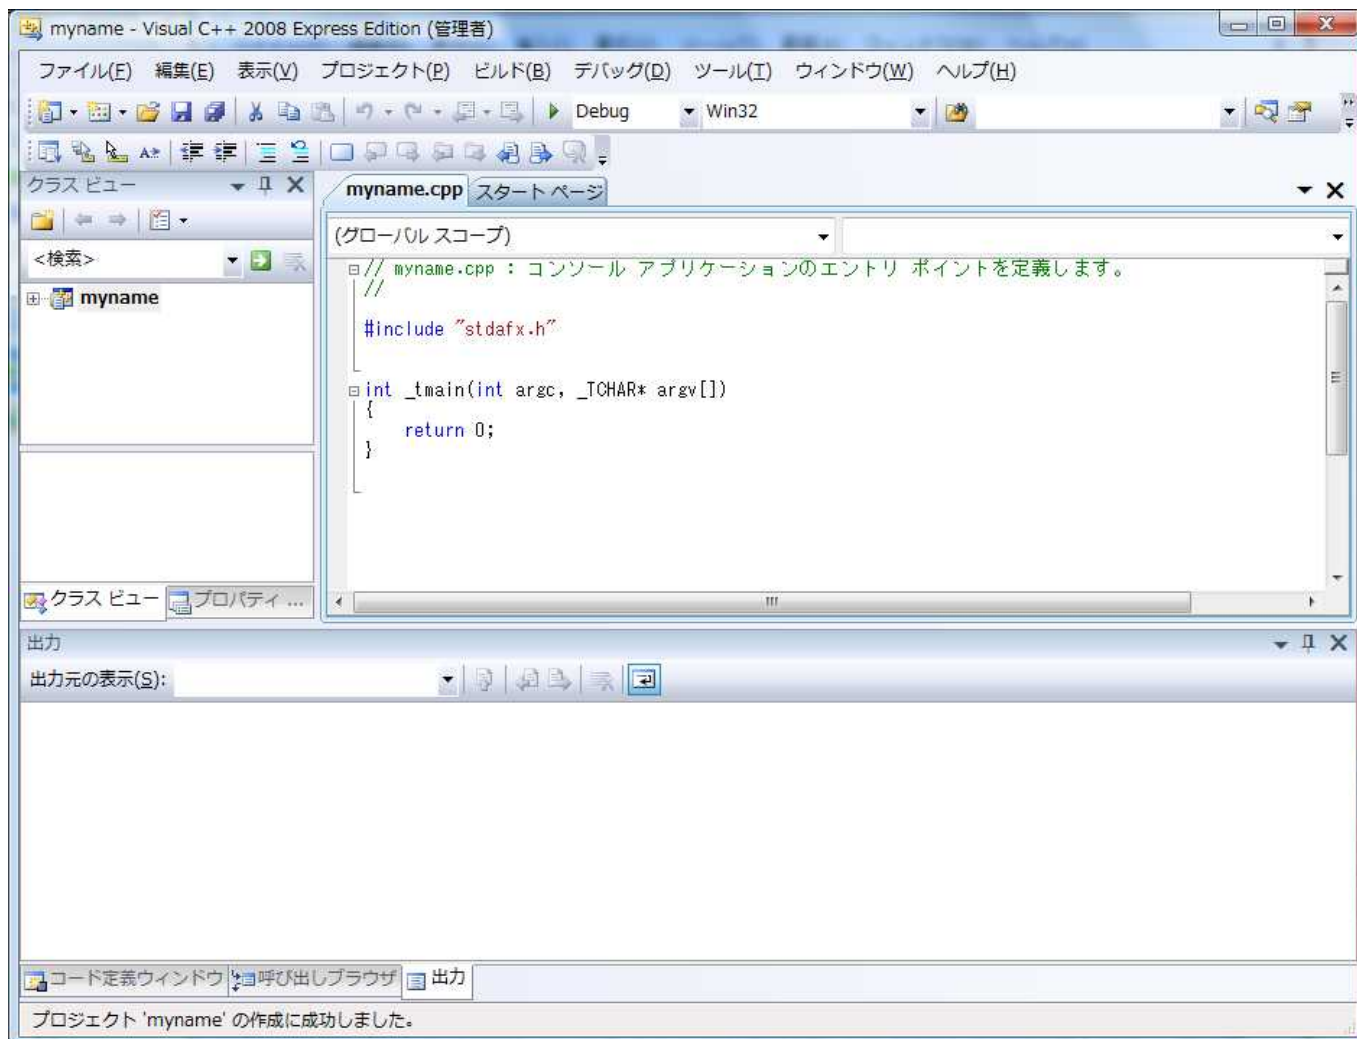 myname - Visual C++ 2008 Express Edition (管理者)
ファイル(F) 編集(E) 表示(V) プロジェクト(P) ビルド(B) デバッグ(D) ツール(T) ウィンドウ(W) ヘルプ(H)
Debug Win32
クラス ビュー
myname.cpp スタート ページ
(グローバル スコープ)
<検索>
myname
// myname.cpp : コンソール アプリケーションのエントリ ポイントを定義します。
//
#include "stdafx.h"
int _tmain(int argc, _TCHAR* argv[])
{
return 0;
}
クラス ビュー プロパティ ...
出力
出力元の表示(S):
コード定義ウィンドウ 呼び出しブラウザ 出力
プロジェクト 'myname' の作成に成功しました。